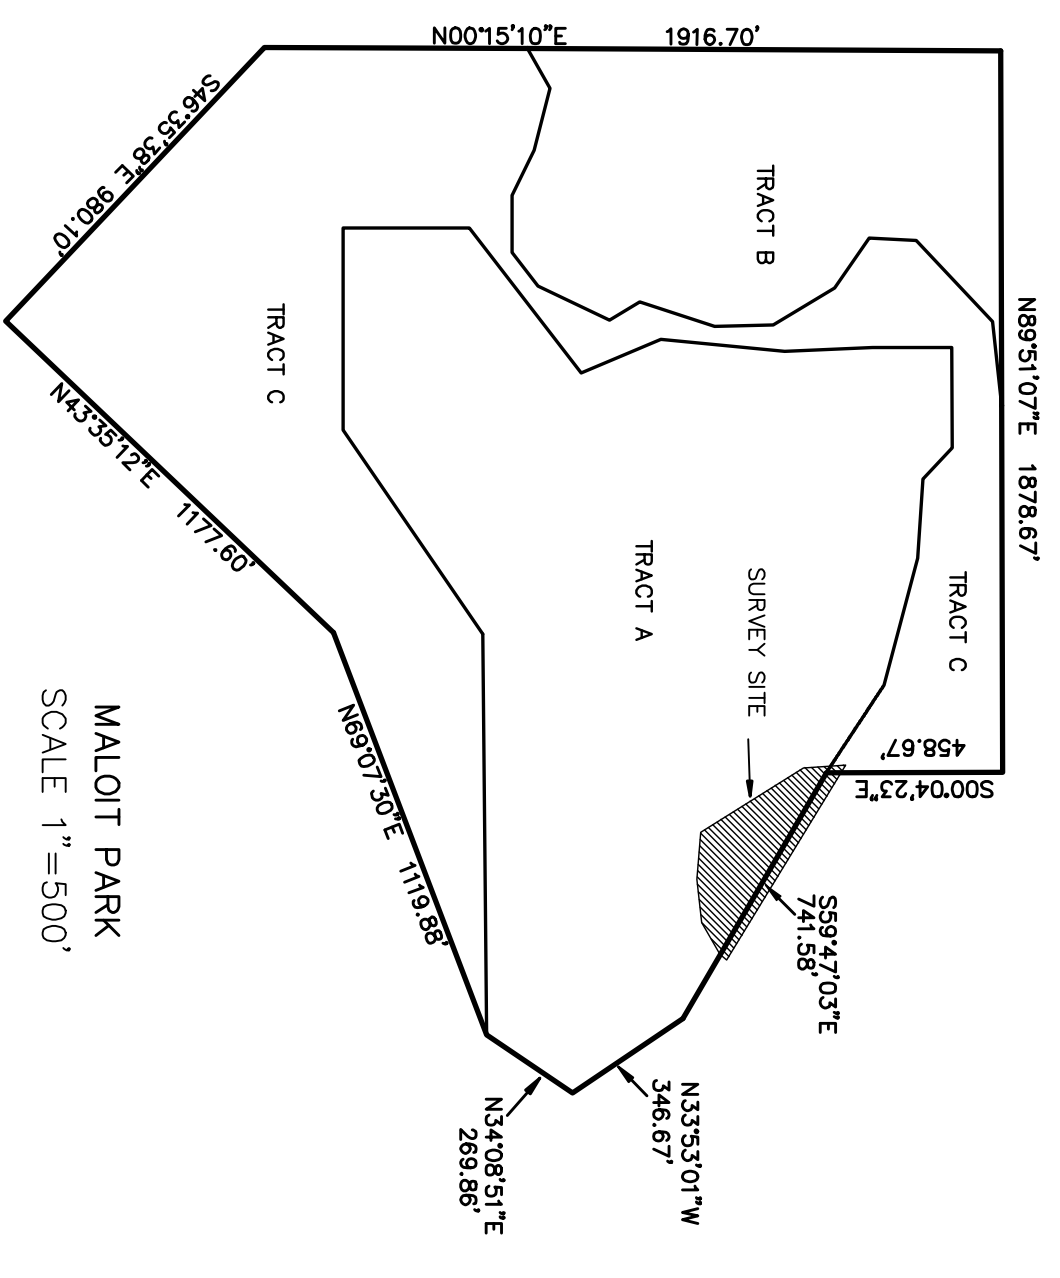 N00°15'10"E 1916.70'
N89°51'07"E 1878.67'
S46°35'38"E 980.10'
TRACT B
TRACT C
458.67'
S00°04'23"E
TRACT A
SURVEY SITE
TRACT C
N43°35'12"E 1177.60'
S59°47'03"E
741.58'
N69°07'30"E 1119.88'
N33°53'01"W
346.67'
N34°08'51"E
269.86'
MALOIT PARK
SCALE 1"=500'